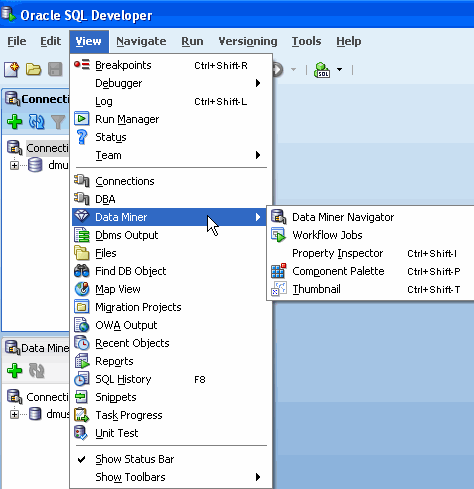 Oracle SQL Developer
File Edit View Navigate Run Versioning Tools Help
Breakpoints Ctrl+Shift-R
Debugger
Log Ctrl+Shift-L
Run Manager
Status
Team
Connections
DBA
Data Miner
Dbms Output
Files
Find DB Object
Map View
Migration Projects
OWA Output
Recent Objects
Reports
SQL History F8
Snippets
Task Progress
Unit Test
Show Status Bar
Show Toolbars
Data Miner Navigator
Workflow Jobs
Property Inspector Ctrl+Shift-I
Component Palette Ctrl+Shift-P
Thumbnail Ctrl+Shift-T
SQL
Connecti
Connecti
dmu
Data Mine
Connecti
dmus